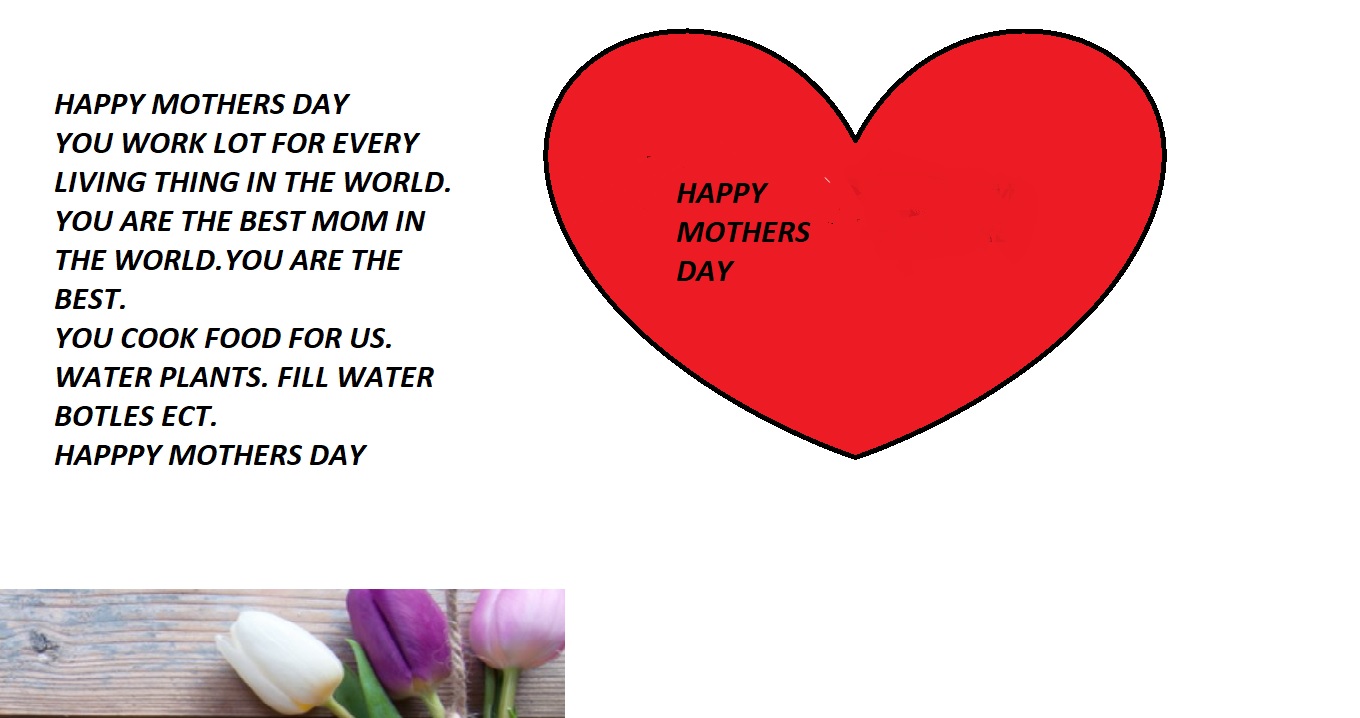 HAPPY MOTHERS DAY
YOU WORK LOT FOR EVERY
LIVING THING IN THE WORLD.
YOU ARE THE BEST MOM IN
THE WORLD.YOU ARE THE
BEST.
YOU COOK FOOD FOR US.
WATER PLANTS. FILL WATER
BOTLES ECT.
HAPPPY MOTHERS DAY
HAPPY
MOTHERS
DAY